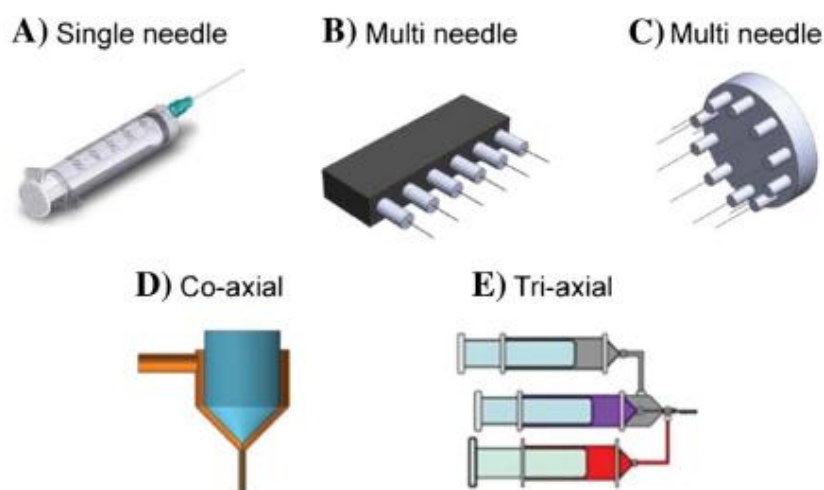 A) Single needle
B) Multi needle
C) Multi needle
D) Co-axial
E) Tri-axial